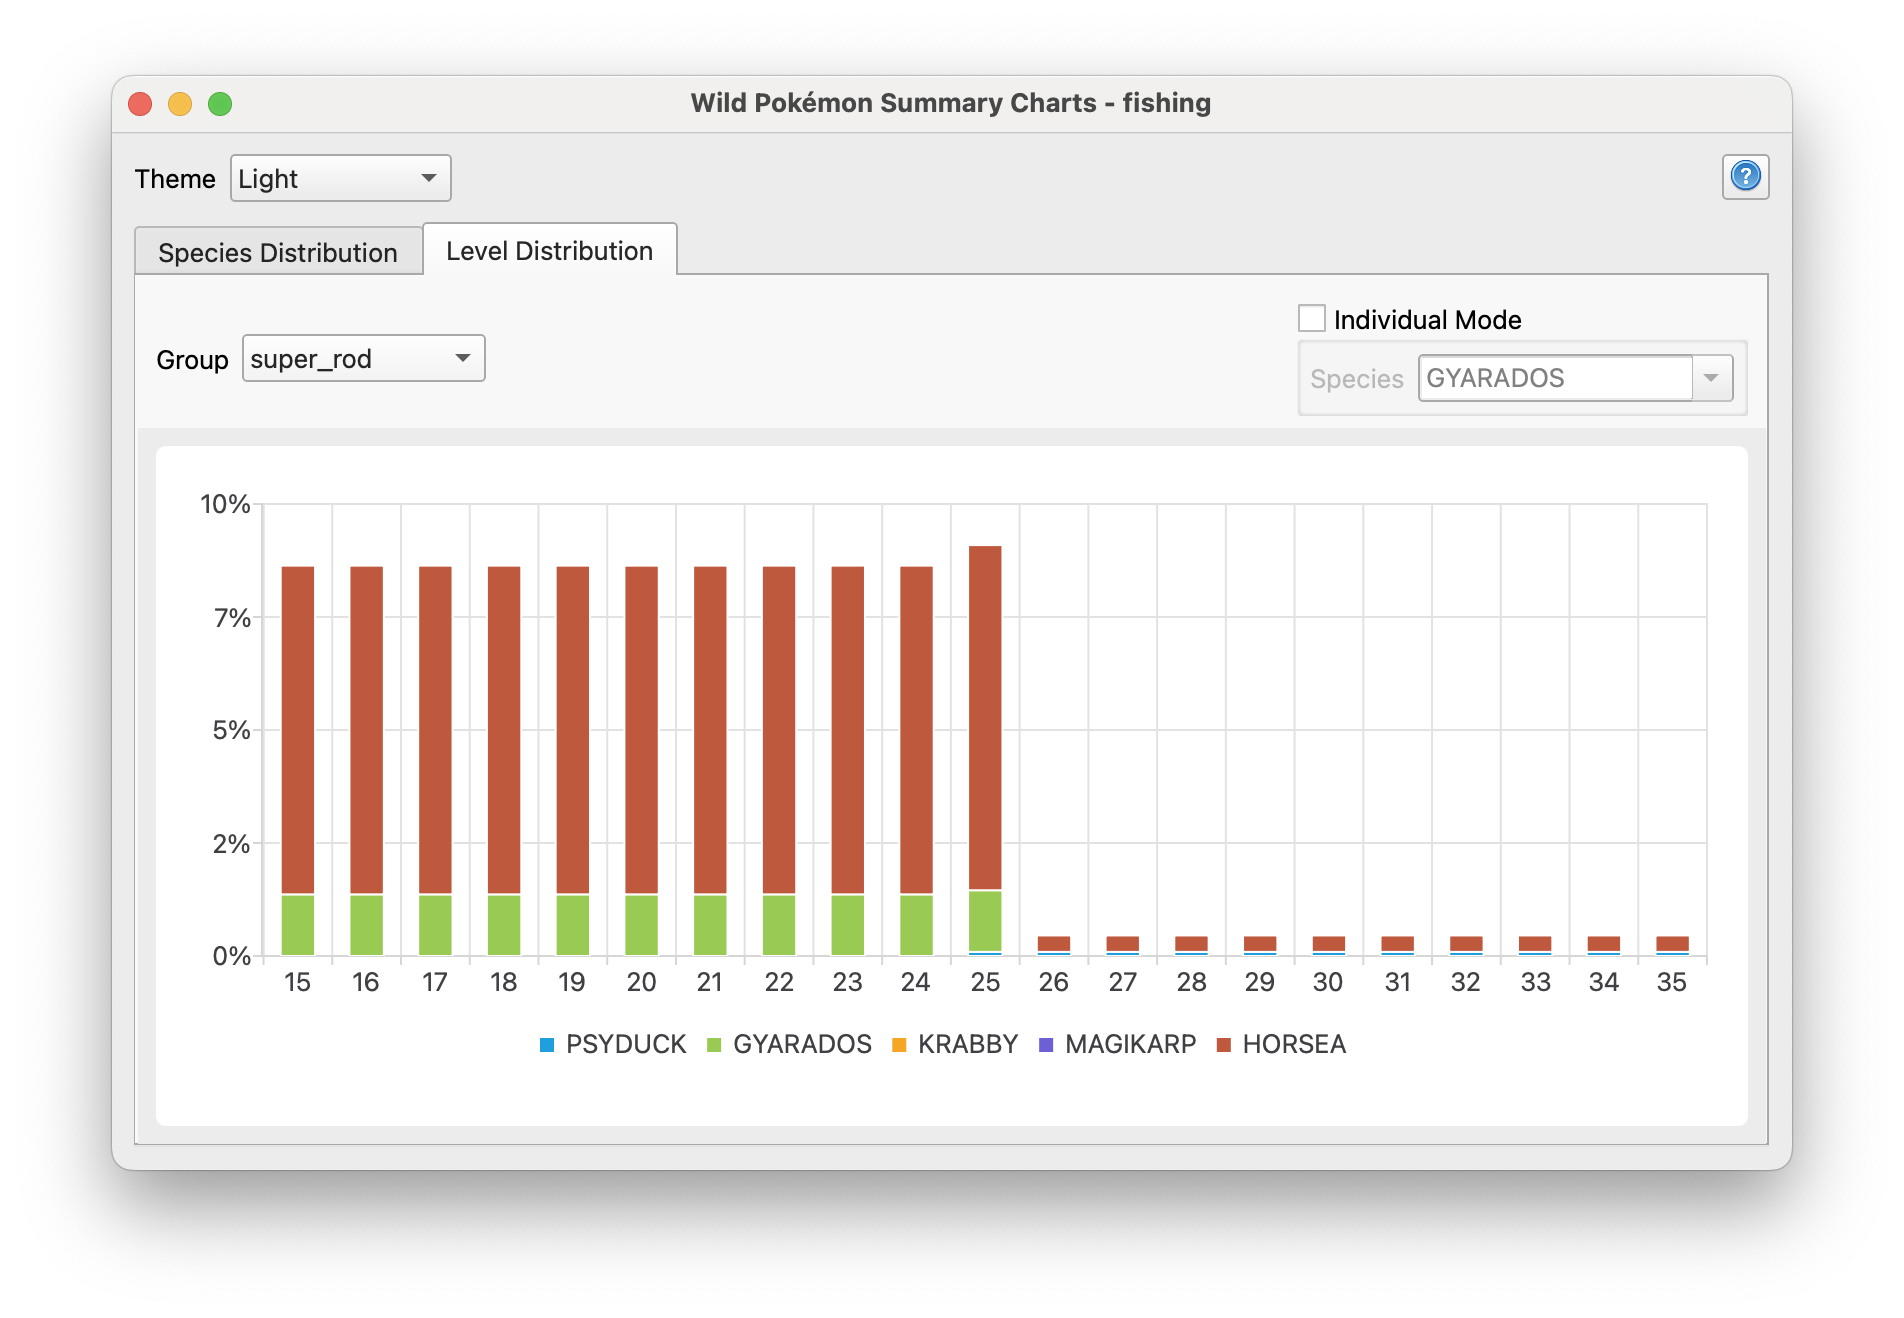 Wild Pokémon Summary Charts - fishing
Theme Light
?
Species Distribution Level Distribution
Individual Mode
Group super_rod
Species GYARADOS
10%
7%
5%
2%
0%
15 16 17 18 19 20 21 22 23 24 25 26 27 28 29 30 31 32 33 34 35
PSYDUCK GYARADOS KRABBY MAGIKARP HORSEA